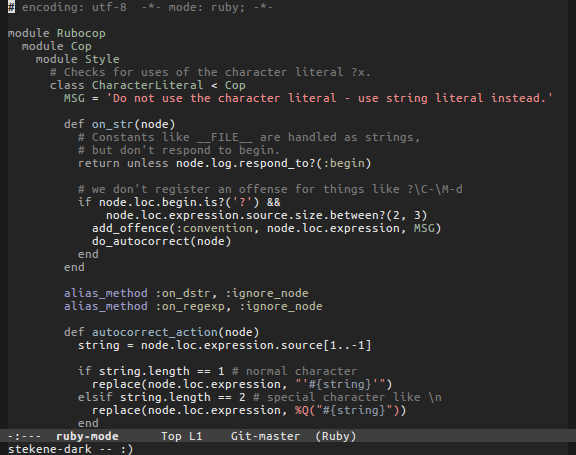 # encoding: utf-8  -*- mode: ruby; -*-

module Rubocop
  module Cop
    module Style
      # Checks for uses of the character literal ?x.
      class CharacterLiteral < Cop
        MSG = 'Do not use the character literal - use string literal instead.'

        def on_str(node)
          # Constants like __FILE__ are handled as strings,
          # but don't respond to begin.
          return unless node.log.respond_to?(:begin)

          # we don't register an offense for things like ?\C-\M-d
          if node.loc.begin.is?('?') &&
              node.loc.expression.source.size.between?(2, 3)
            add_offence(:convention, node.loc.expression, MSG)
            do_autocorrect(node)
          end
        end

        alias_method :on_dstr, :ignore_node
        alias_method :on_regexp, :ignore_node

        def autocorrect_action(node)
          string = node.loc.expression.source[1..-1]

          if string.length == 1 # normal character
            replace(node.loc.expression, "'#{string}'")
          elsif string.length == 2 # special character like \n
            replace(node.loc.expression, %Q("#{string}"))
          end
-:---  ruby-mode      Top L1    Git-master  (Ruby)
stekene-dark -- :)